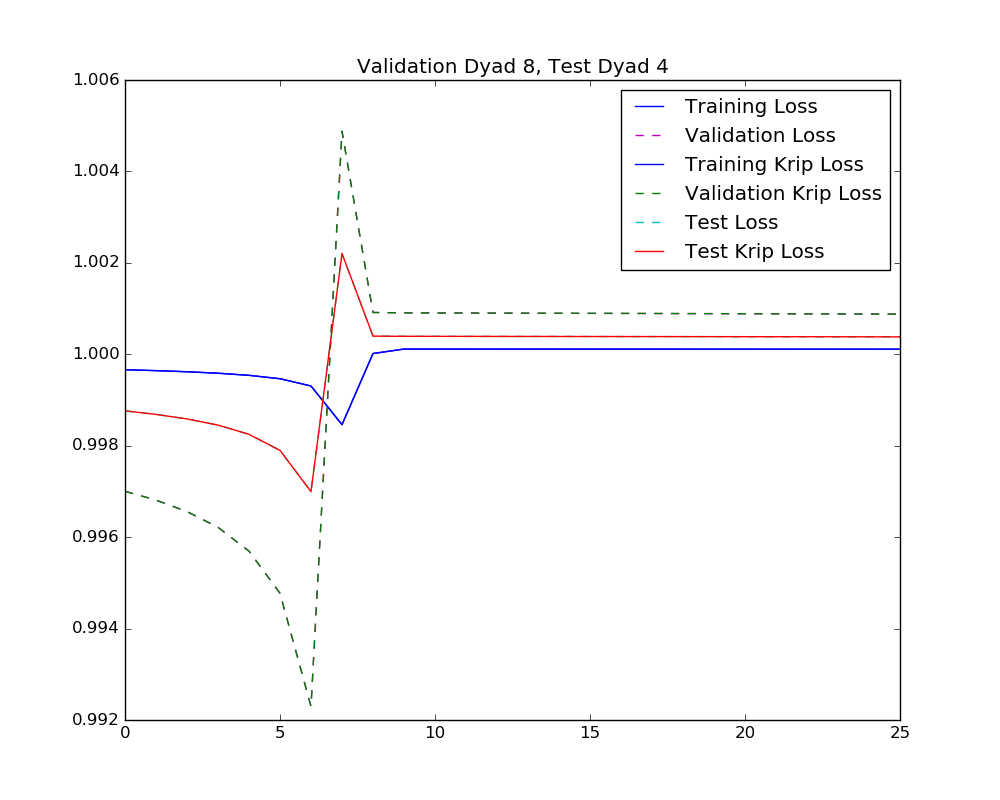 Validation Dyad 8, Test Dyad 4
1.006
1.004
1.002
1.000
0.998
0.996
0.994
0.992
0
5
10
15
20
25
Training Loss
Validation Loss
Training Krip Loss
Validation Krip Loss
Test Loss
Test Krip Loss